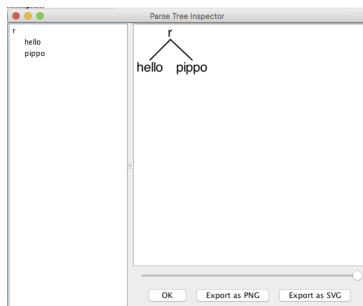 Parse Tree Inspector
r
hello
pippo
r
hello pippo
OK Export as PNG Export as SVG